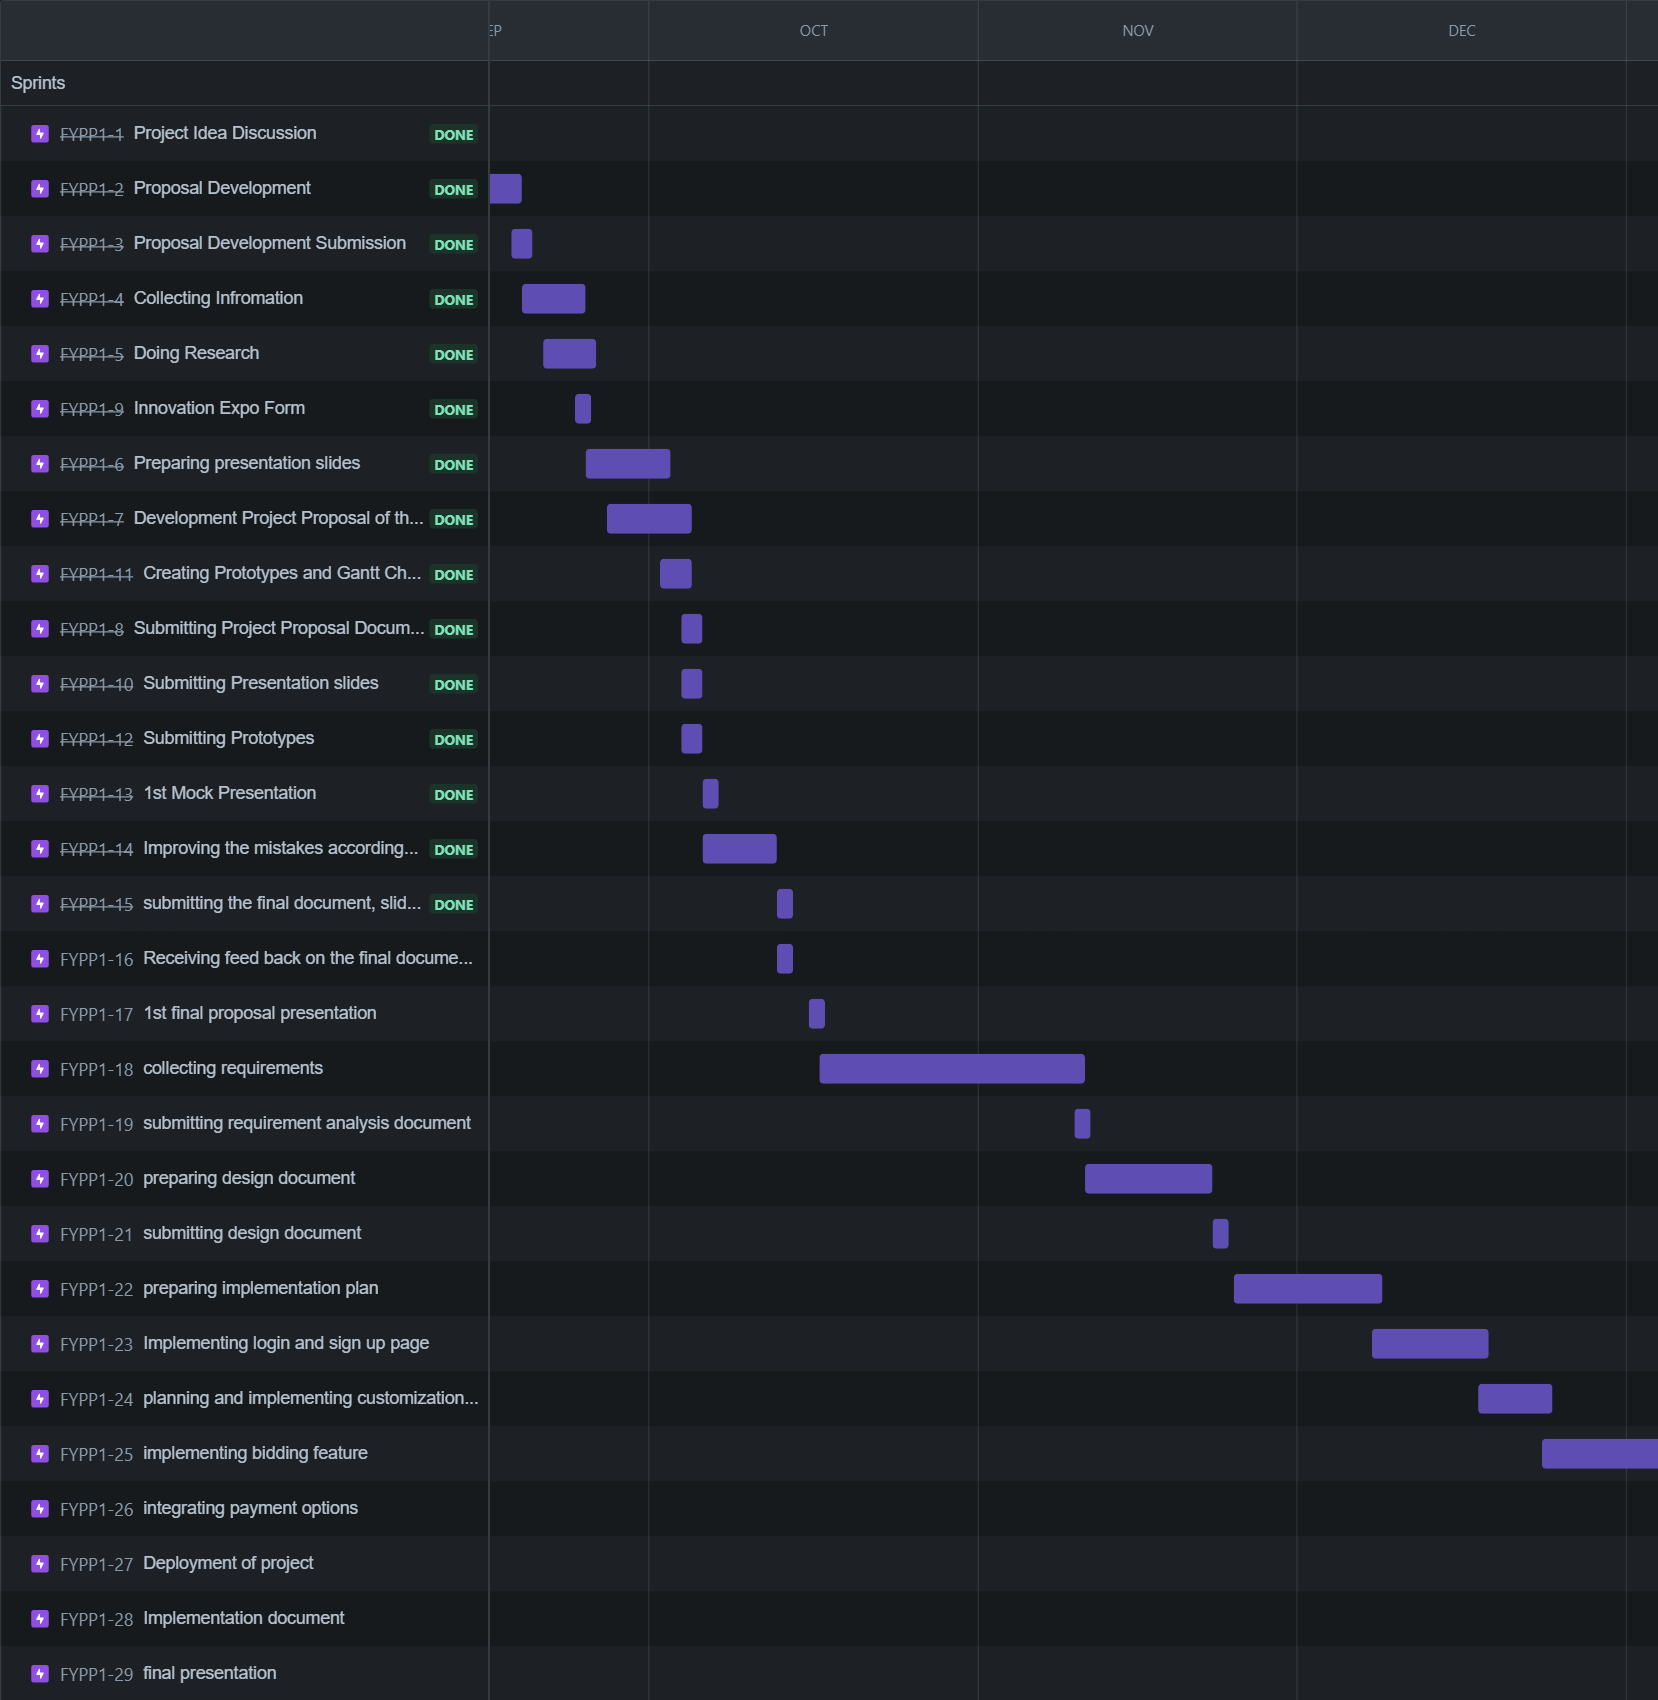 EP OCT NOV DEC
Sprints
FYPP1-1 Project Idea Discussion DONE
FYPP1-2 Proposal Development DONE
FYPP1-3 Proposal Development Submission DONE
FYPP1-4 Collecting Infromation DONE
FYPP1-5 Doing Research DONE
FYPP1-9 Innovation Expo Form DONE
FYPP1-6 Preparing presentation slides DONE
FYPP1-7 Development Project Proposal of th... DONE
FYPP1-11 Creating Prototypes and Gantt Ch... DONE
FYPP1-8 Submitting Project Proposal Docum... DONE
FYPP1-10 Submitting Presentation slides DONE
FYPP1-12 Submitting Prototypes DONE
FYPP1-13 1st Mock Presentation DONE
FYPP1-14 Improving the mistakes according... DONE
FYPP1-15 submitting the final document, slid... DONE
FYPP1-16 Receiving feed back on the final docume...
FYPP1-17 1st final proposal presentation
FYPP1-18 collecting requirements
FYPP1-19 submitting requirement analysis document
FYPP1-20 preparing design document
FYPP1-21 submitting design document
FYPP1-22 preparing implementation plan
FYPP1-23 Implementing login and sign up page
FYPP1-24 planning and implementing customization...
FYPP1-25 implementing bidding feature
FYPP1-26 integrating payment options
FYPP1-27 Deployment of project
FYPP1-28 Implementation document
FYPP1-29 final presentation